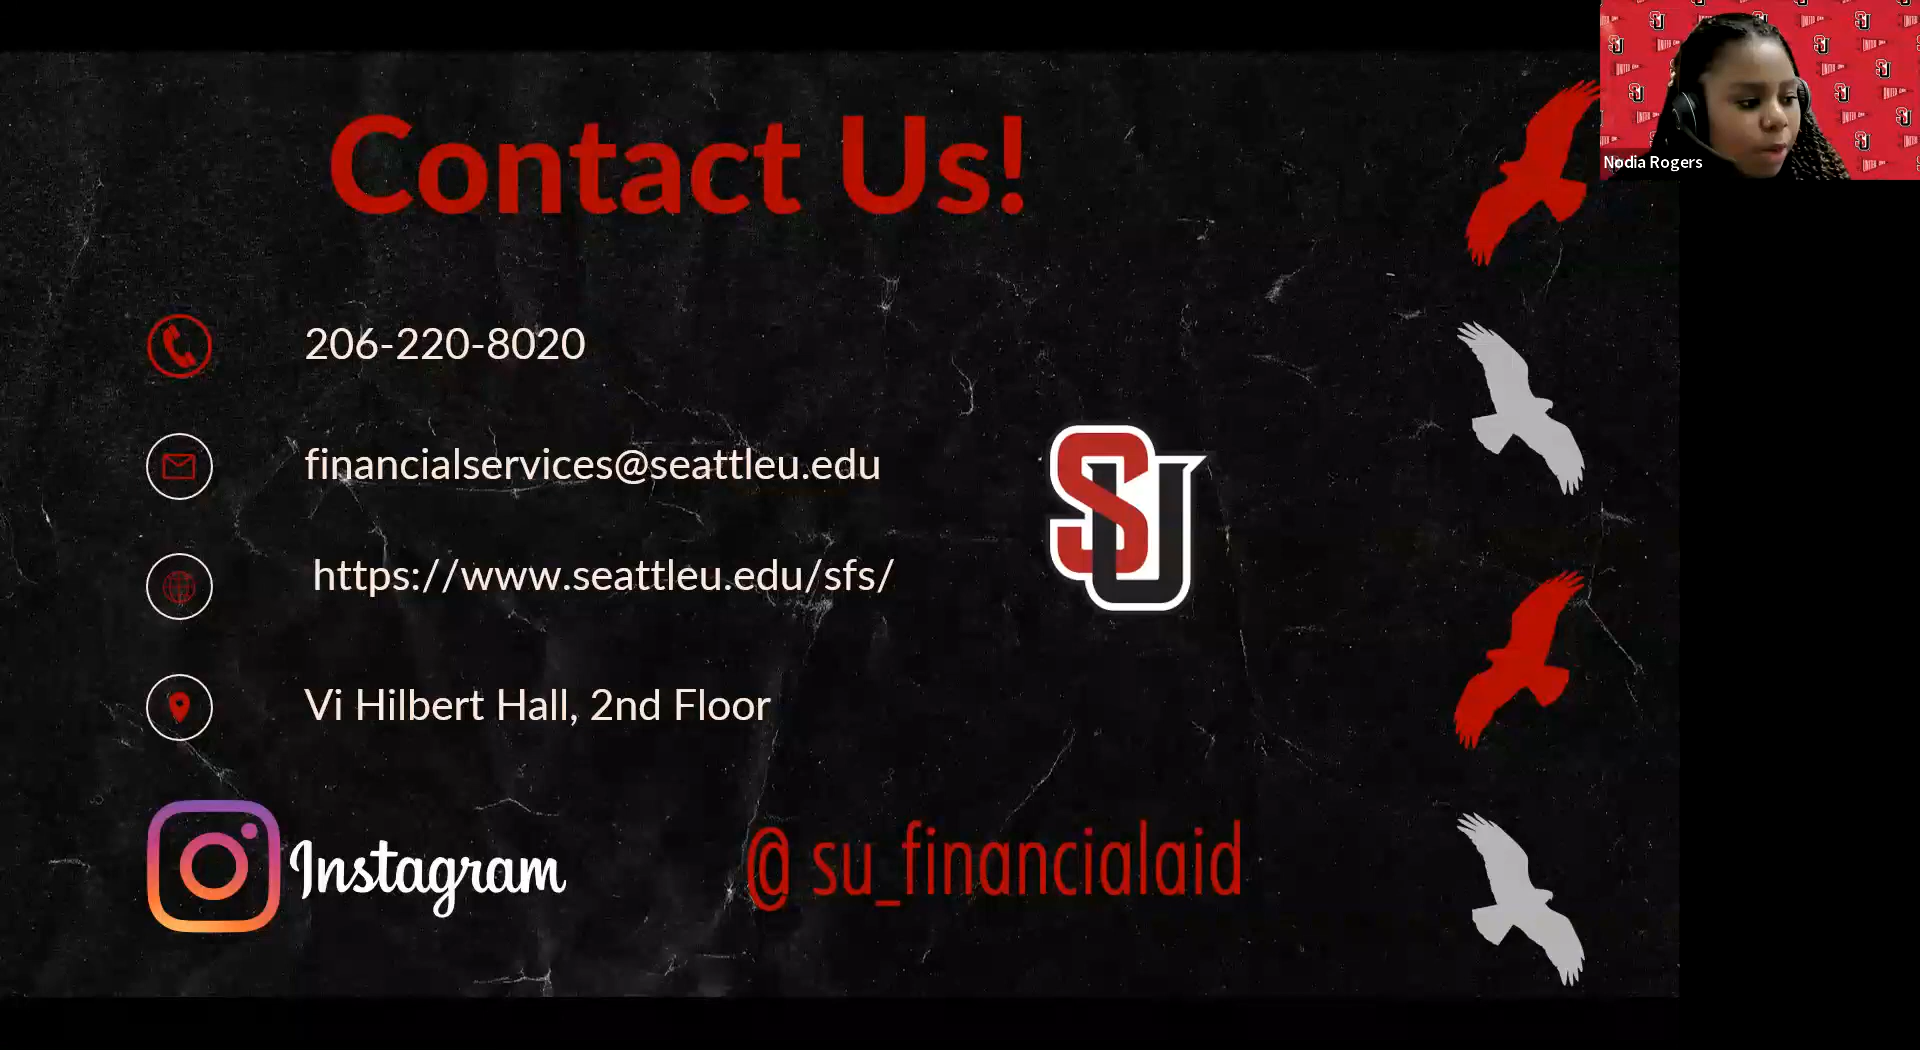 Contact Us!
206-220-8020
financialservices@seattleu.edu
https://www.seattleu.edu/sfs/
SU
Vi Hilbert Hall, 2nd Floor
Instagram
@ su_financialaid
Nodia Rogers